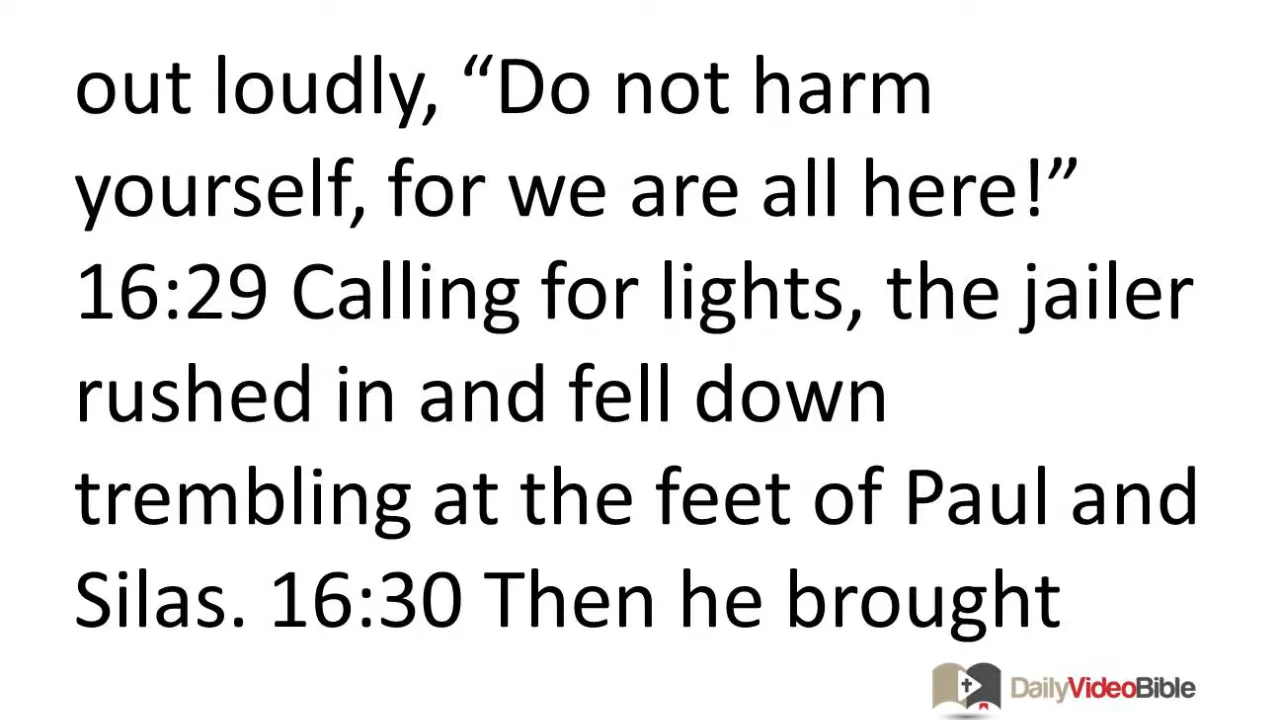 out loudly, “Do not harm
yourself, for we are all here!”
16:29 Calling for lights, the jailer
rushed in and fell down
trembling at the feet of Paul and
Silas. 16:30 Then he brought
DailyVideoBible